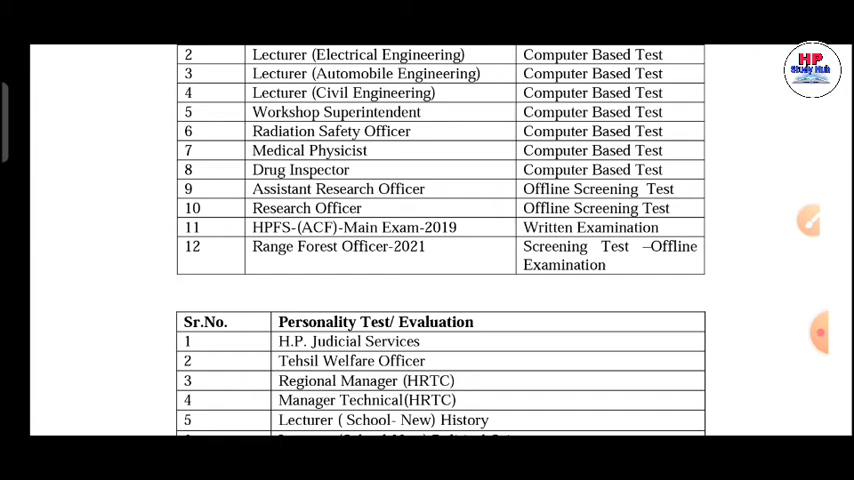 HP
Study Hub
2 Lecturer (Electrical Engineering) Computer Based Test
3 Lecturer (Automobile Engineering) Computer Based Test
4 Lecturer (Civil Engineering) Computer Based Test
5 Workshop Superintendent Computer Based Test
6 Radiation Safety Officer Computer Based Test
7 Medical Physicist Computer Based Test
8 Drug Inspector Computer Based Test
9 Assistant Research Officer Offline Screening Test
10 Research Officer Offline Screening Test
11 HPFS-(ACF)-Main Exam-2019 Written Examination
12 Range Forest Officer-2021 Screening Test –Offline
Examination
Sr.No. Personality Test/ Evaluation
1 H.P. Judicial Services
2 Tehsil Welfare Officer
3 Regional Manager (HRTC)
4 Manager Technical(HRTC)
5 Lecturer ( School- New) History